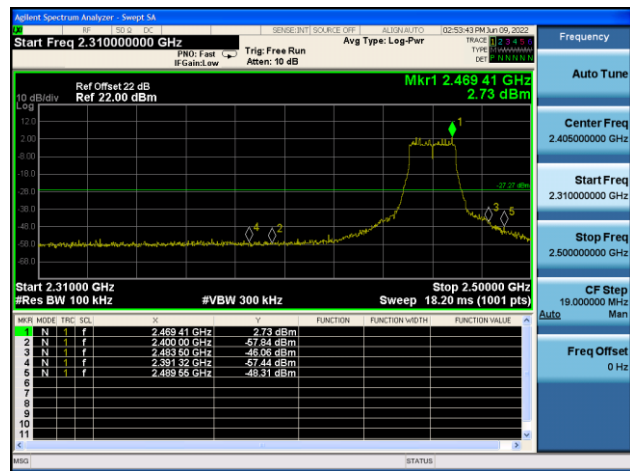 Agilent Spectrum Analyzer - Swept SA
RF 50 Ω DC SENSE:INT SOURCE OFF ALIGN AUTO 02:53:43 PM Jun 09, 2022
Start Freq 2.310000000 GHz
Avg Type: Log-Pwr
TRACE 1 2 3 4 5 6
PNO: Fast
Trig: Free Run
TYPE
IFGain:Low
Atten: 10 dB
DET P N N N N N
Ref Offset 22 dB
Mkr1 2.469 41 GHz
10 dB/div Ref 22.00 dBm
2.73 dBm
Log
12.0
2.00
-8.00
-18.0
-27.27 dBm
-28.0
-38.0
-48.0
-58.0
-68.0
1
3
5
4
2
Start 2.31000 GHz
Stop 2.50000 GHz
#Res BW 100 kHz
#VBW 300 kHz
Sweep 18.20 ms (1001 pts)
MKR MODE TRC SCL X Y FUNCTION FUNCTION WIDTH FUNCTION VALUE
1 N 1 f 2.469 41 GHz 2.73 dBm
2 N 1 f 2.400 00 GHz -57.84 dBm
3 N 1 f 2.483 50 GHz -46.06 dBm
4 N 1 f 2.391 32 GHz -57.44 dBm
5 N 1 f 2.489 55 GHz -48.31 dBm
6
7
8
9
10
11
MSG
STATUS
Frequency
Auto Tune
Center Freq
2.405000000 GHz
Start Freq
2.310000000 GHz
Stop Freq
2.500000000 GHz
CF Step
19.000000 MHz
Auto Man
Freq Offset
0 Hz